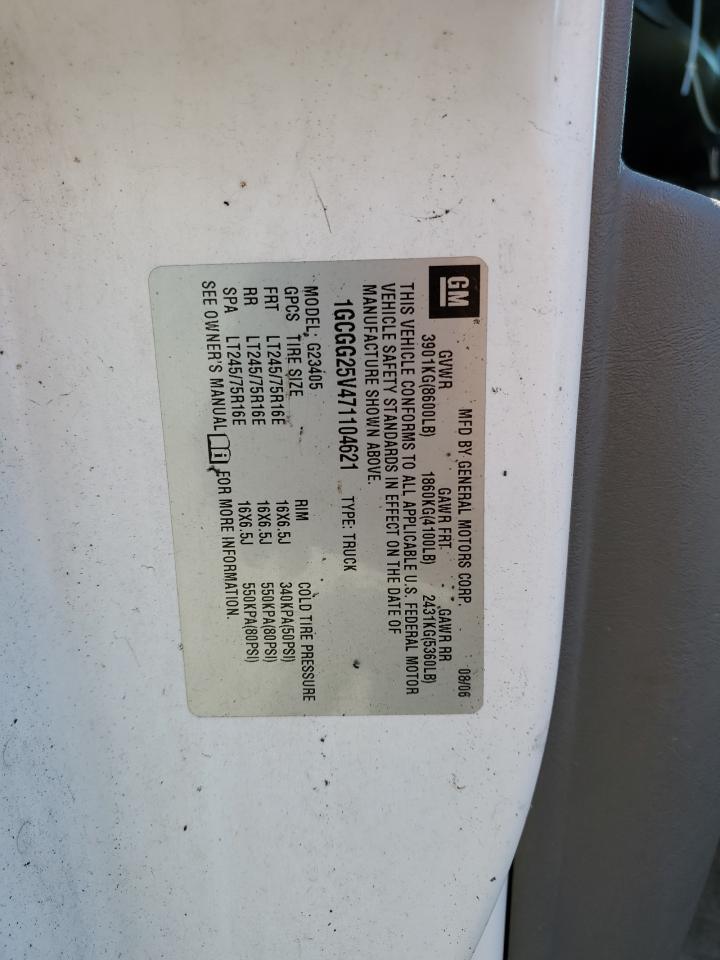 GM
MFD BY GENERAL MOTORS CORP. 08/06
GVWR GAWR FRT. GAWR RR
3901KG(8600LB) 1860KG(4100LB) 2431KG(5360LB)
THIS VEHICLE CONFORMS TO ALL APPLICABLE U.S. FEDERAL MOTOR
VEHICLE SAFETY STANDARDS IN EFFECT ON THE DATE OF
MANUFACTURE SHOWN ABOVE.
1GCGG25V471104621 TYPE: TRUCK
MODEL: G23405
GPCS TIRE SIZE RIM COLD TIRE PRESSURE
FRT LT245/75R16E 16X6.5J 340KPA(50PSI)
RR LT245/75R16E 16X6.5J 550KPA(80PSI)
SPA LT245/75R16E 16X6.5J 550KPA(80PSI)
SEE OWNER'S MANUAL FOR MORE INFORMATION.